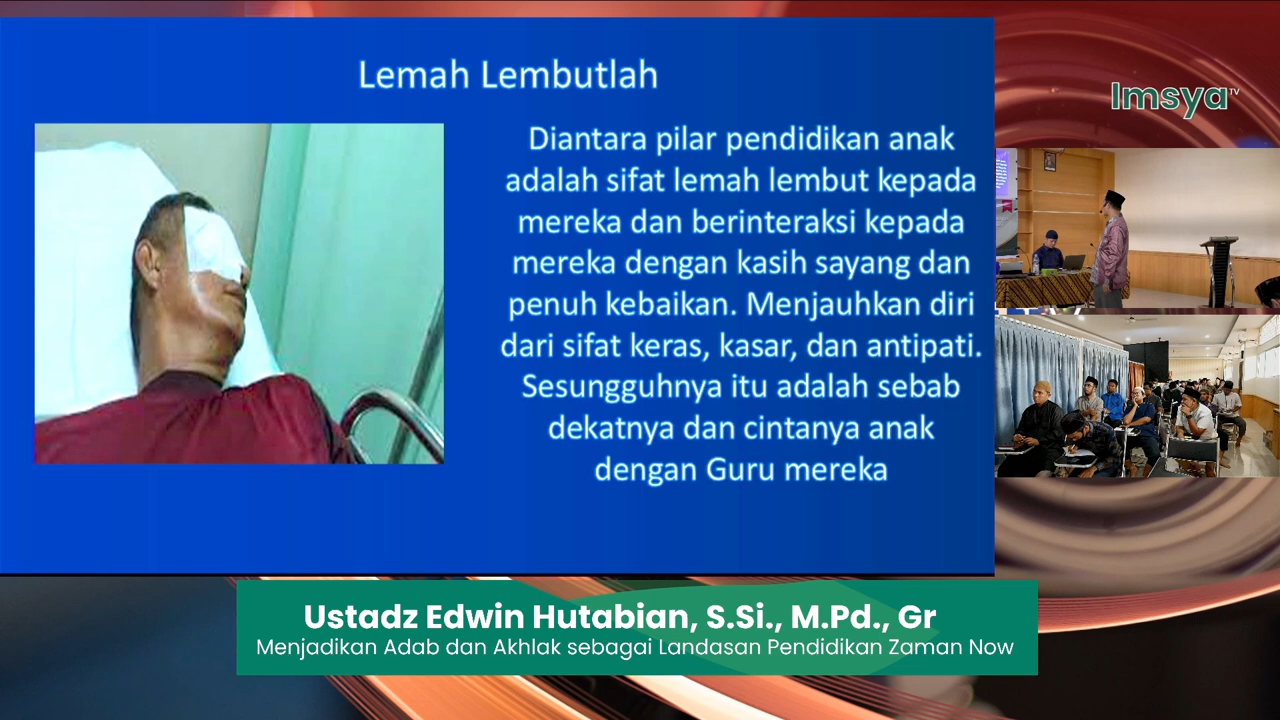 Lemah Lembutlah
Diantara pilar pendidikan anak
adalah sifat lemah lembut kepada
mereka dan berinteraksi kepada
mereka dengan kasih sayang dan
penuh kebaikan. Menjauhkan diri
dari sifat keras, kasar, dan antipati.
Sesungguhnya itu adalah sebab
dekatnya dan cintanya anak
dengan Guru mereka
Imsya TV
Ustadz Edwin Hutabian, S.Si., M.Pd., Gr
Menjadikan Adab dan Akhlak sebagai Landasan Pendidikan Zaman Now